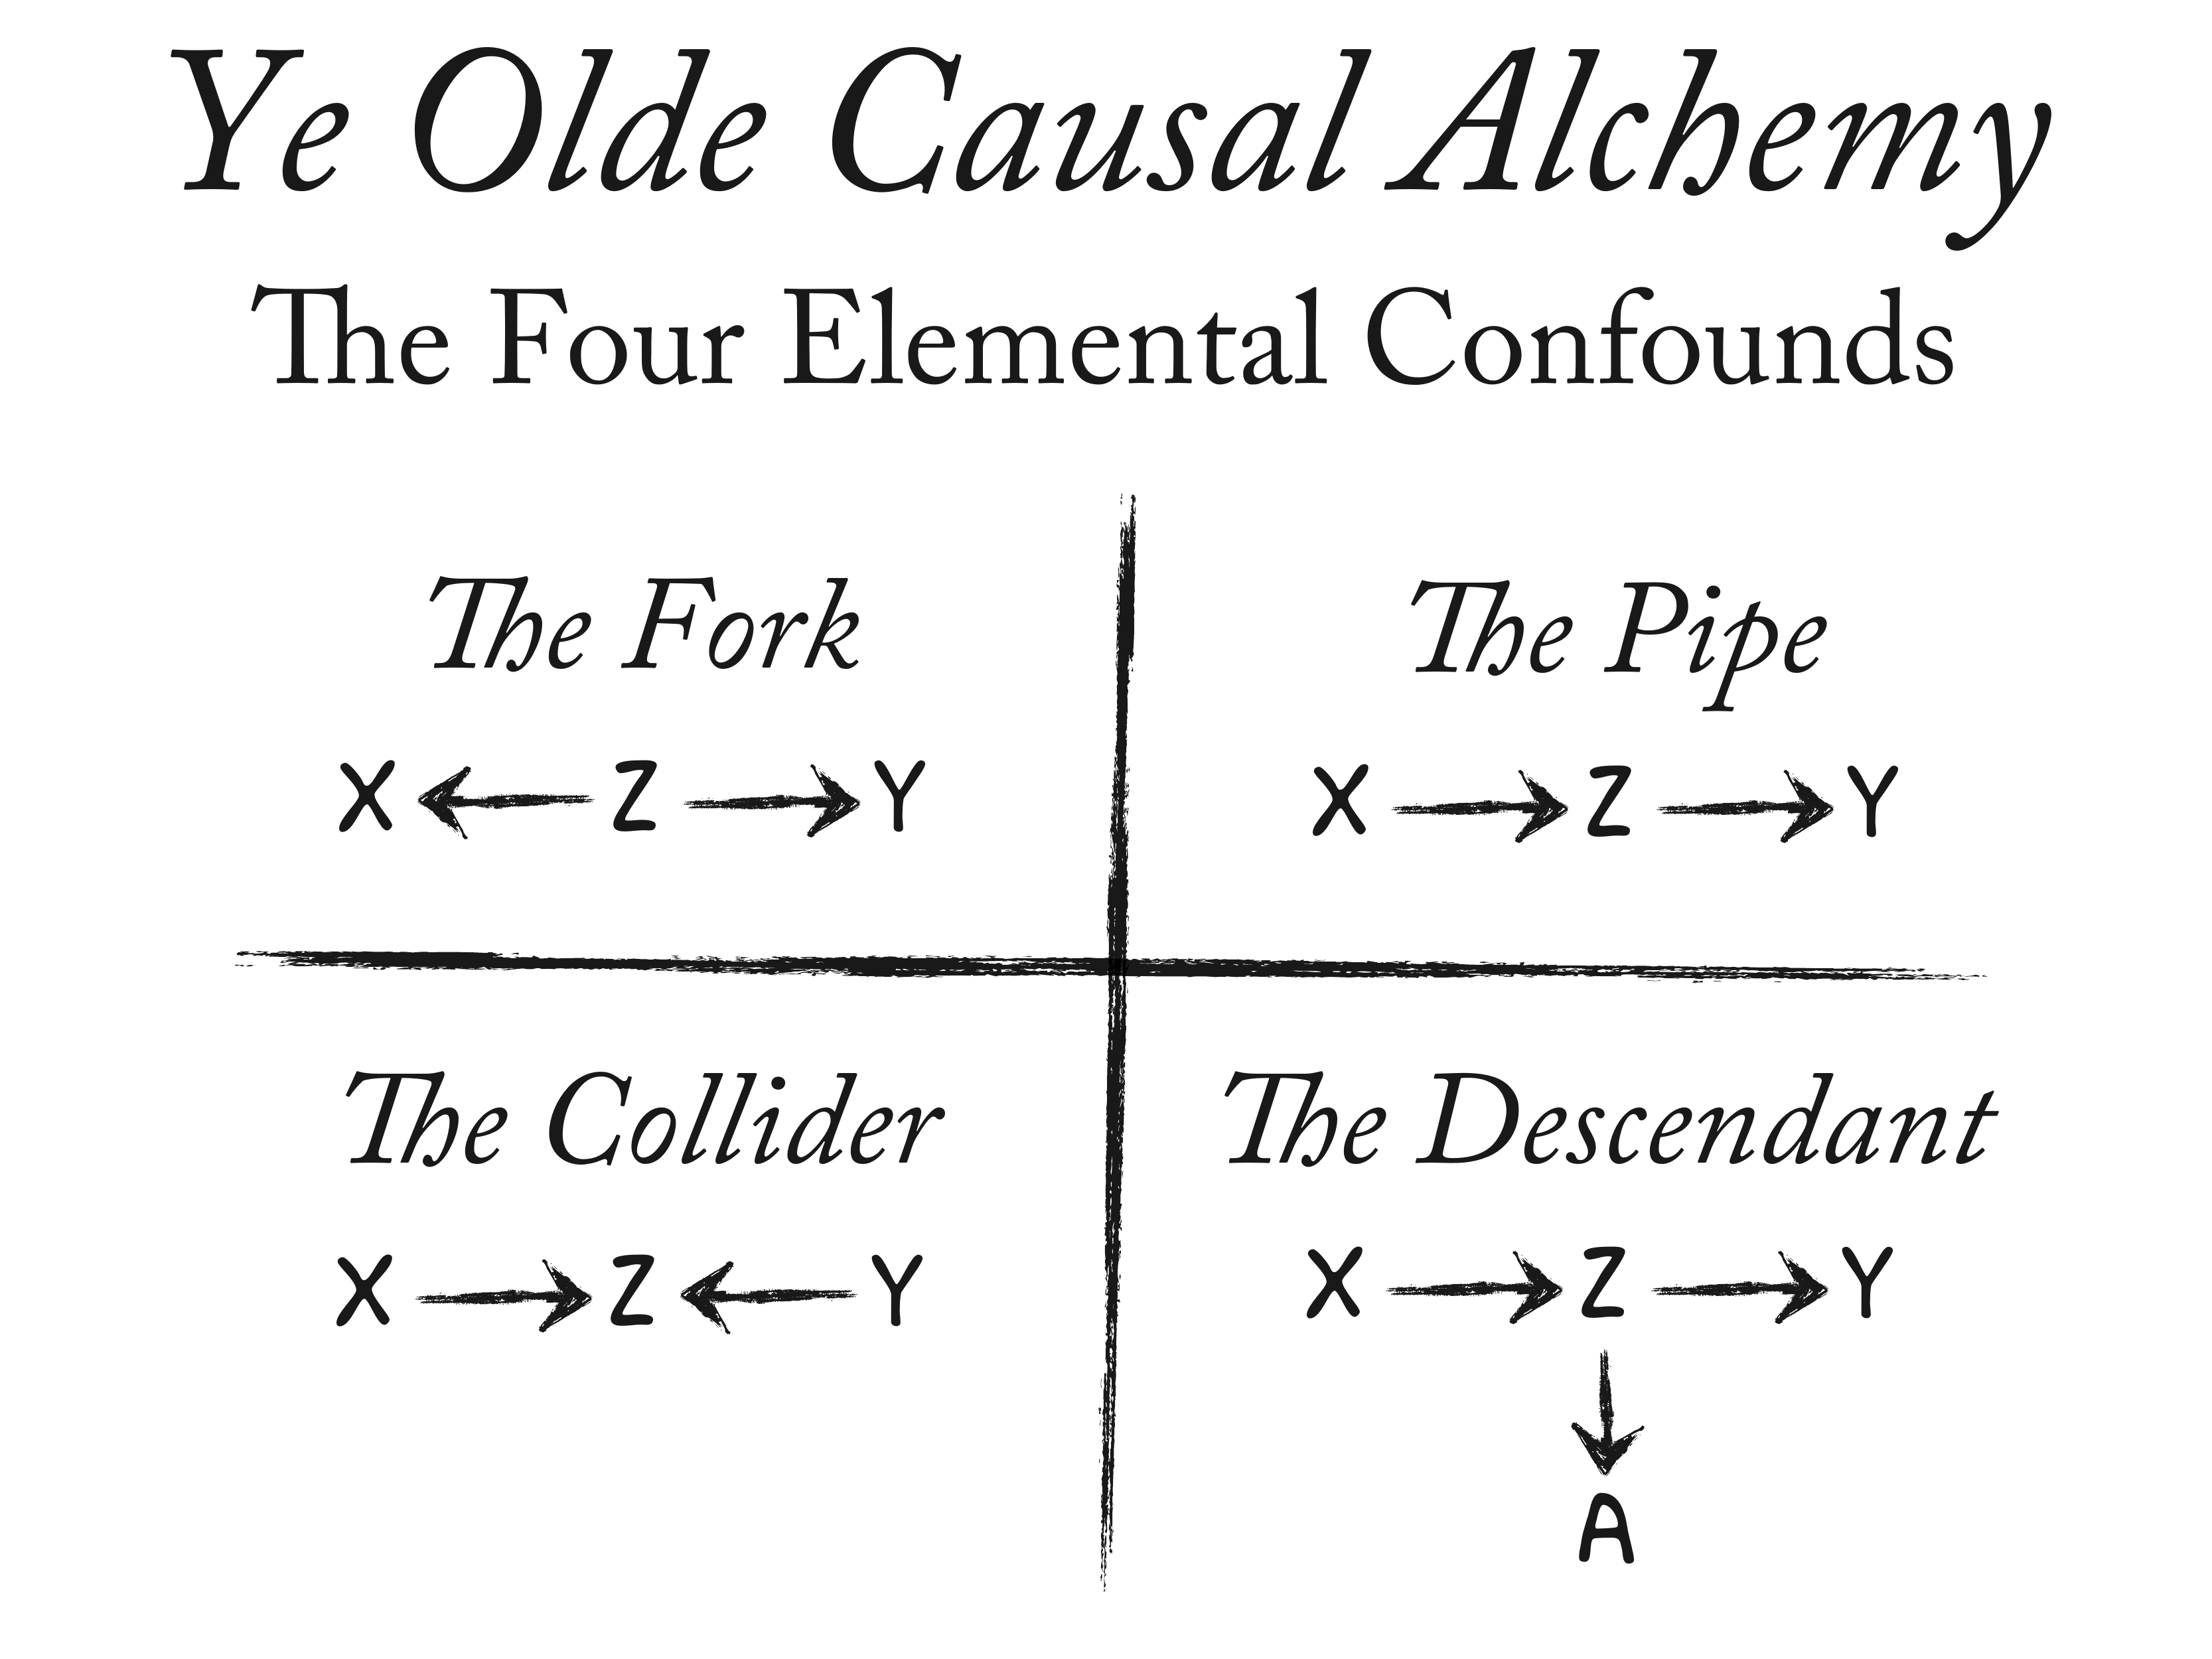 Ye Olde Causal Alchemy
The Four Elemental Confounds
The Fork
X Z Y
The Pipe
X Z Y
The Collider
X Z Y
The Descendant
X Z Y
A